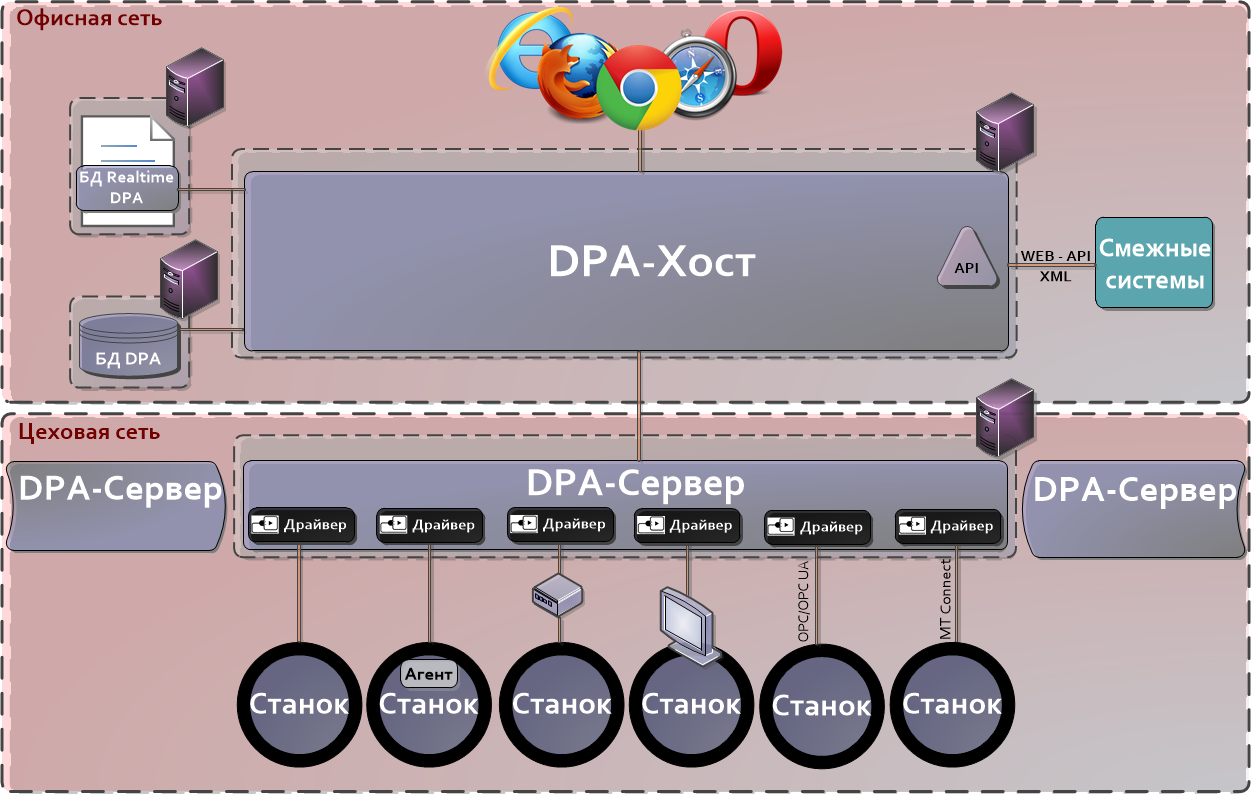 Офисная сеть
БД Realtime
DPA
DPA-Хост
API
WEB - API
XML
Смежные
системы
БД DPA
Цеховая сеть
DPA-Сервер
DPA-Сервер
DPA-Сервер
Драйвер
Драйвер
Драйвер
Драйвер
Драйвер
Драйвер
OPC/OPC UA
MT Connect
Агент
Станок
Станок
Станок
Станок
Станок
Станок